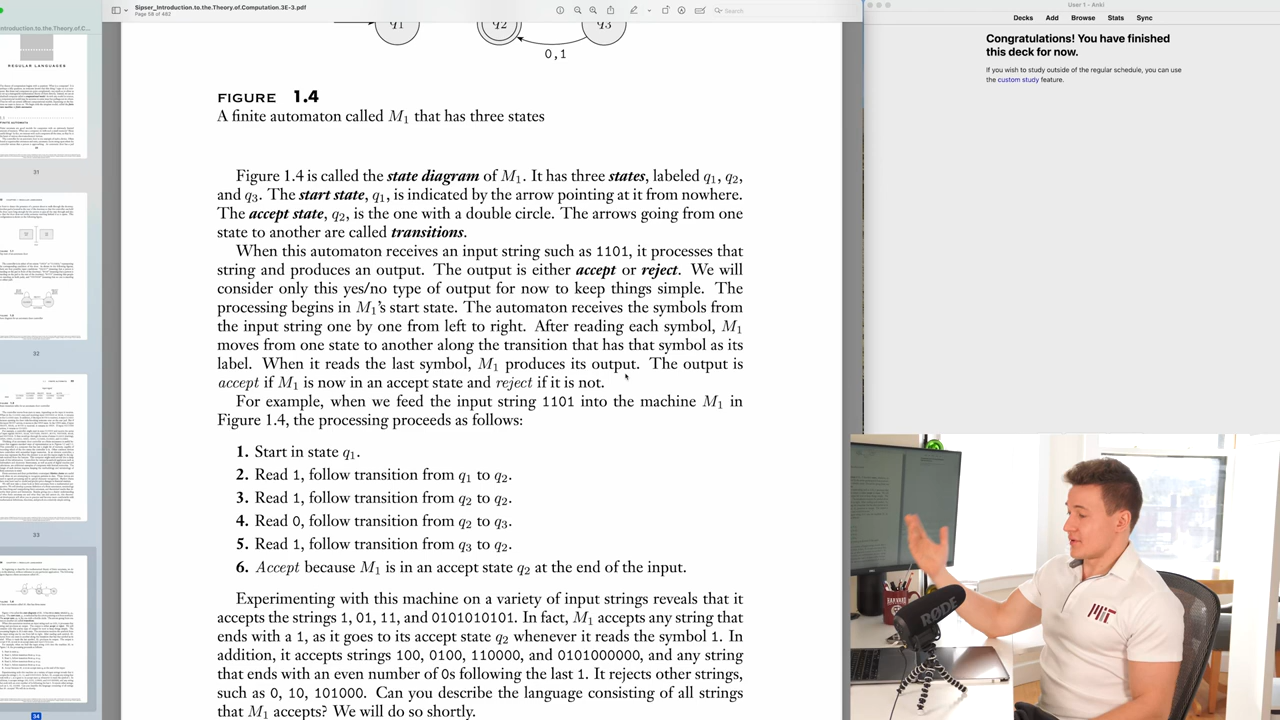 Sipser_Introduction.to.the.Theory.of.Computation.3E-3.pdf
Page 58 of 482
Search
ntroduction.to.the.Theory.of.C...
REGULAR LANGUAGES
31
32
33
34
q1
q2
q3
0,1
FIGURE 1.4
A finite automaton called M1 that has three states
Figure 1.4 is called the state diagram of M1. It has three states, labeled q1, q2,
and q3. The start state, q1, is indicated by the arrow pointing at it from nowhere.
The accept state, q2, is the one with a double circle. The arrows going from one
state to another are called transitions.
When this automaton receives an input string such as 1101, it processes that
string and produces an output. The output is either accept or reject. We will
consider only this yes/no type of output for now to keep things simple. The
processing begins in M1's start state. The automaton receives the symbols from
the input string one by one from left to right. After reading each symbol, M1
moves from one state to another along the transition that has that symbol as its
label. When it reads the last symbol, M1 produces its output. The output is
accept if M1 is now in an accept state and reject if it is not.
For example, when we feed the input string 1101 into the machine M1 in
Figure 1.4, the processing proceeds as follows:
1. Start in state q1.
2. Read 1, follow transition from q1 to q2.
3. Read 1, follow transition from q2 to q2.
4. Read 0, follow transition from q2 to q3.
5. Read 1, follow transition from q3 to q2.
6. Accept because M1 is in an accept state q2 at the end of the input.
Experimenting with this machine on a variety of input strings reveals that it
accepts the strings 1, 01, 11, and 0101010101. In fact, M1 accepts any string that
ends with a 1, as it goes to its accept state q2 whenever it reads the symbol 1. In
addition, it accepts strings 100, 0100, 110000, and 0101000000, and any string
that ends with an even number of 0s following the last 1. It rejects other strings,
such as 0, 10, 101000. Can you describe the language consisting of all strings
that M1 accepts? We will do so shortly.
User 1 - Anki
Decks Add Browse Stats Sync
Congratulations! You have finished
this deck for now.
If you wish to study outside of the regular schedule, you can use
the custom study feature.
HARVARD